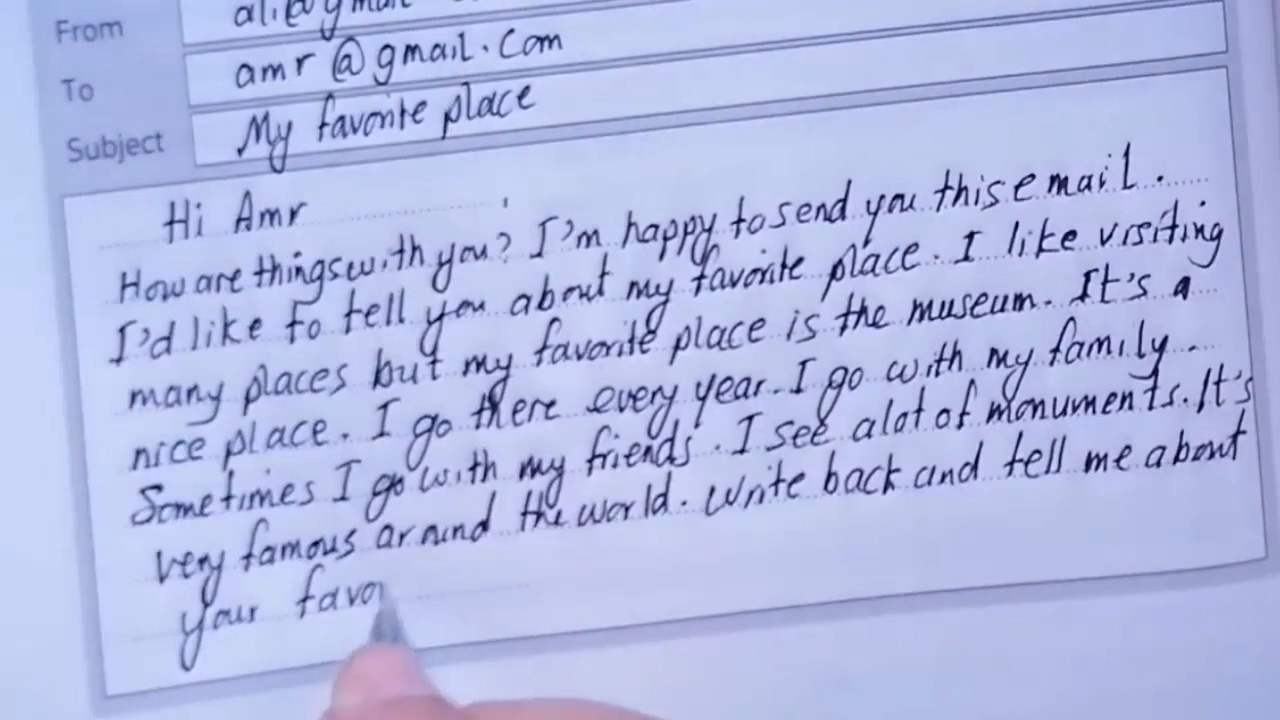 From
To amr @gmail.com
Subject My favorite place
Hi Amr
How are things with you? I'm happy to send you this email.
I'd like to tell you about my favorite place. I like visiting
many places but my favorite place is the museum. It's a
nice place. I go there every year. I go with my family.
Sometimes I go with my friends. I see alot of monuments. It's
very famous around the world. Write back and tell me about
your favo